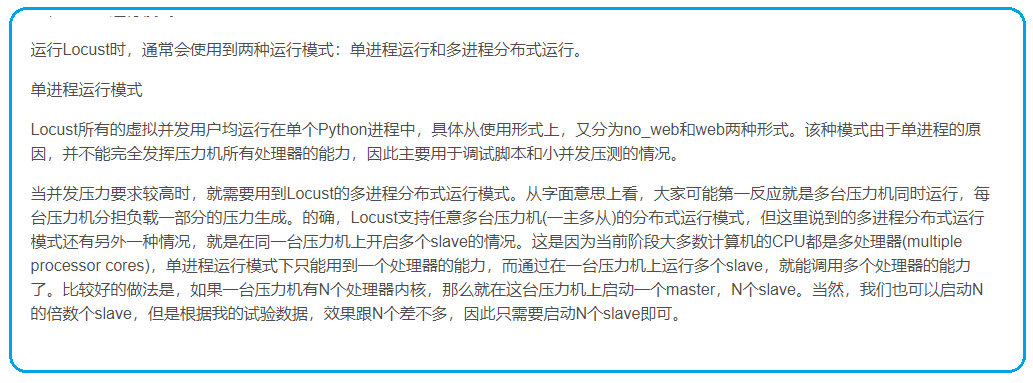 运行Locust时，通常会使用到两种运行模式：单进程运行和多进程分布式运行。
单进程运行模式
Locust所有的虚拟并发用户均运行在单个Python进程中，具体从使用形式上，又分为no_web和web两种形式。该种模式由于单进程的原
因，并不能完全发挥压力机所有处理器的能力，因此主要用于调试脚本和小并发压测的情况。
当并发压力要求较高时，就需要用到Locust的多进程分布式运行模式。从字面意思上看，大家可能第一反应就是多台压力机同时运行，每
台压力机分担负载一部分的压力生成。的确，Locust支持任意多台压力机(一主多从)的分布式运行模式，但这里说到的多进程分布式运行
模式还有另外一种情况，就是在同一台压力机上开启多个slave的情况。这是因为当前阶段大多数计算机的CPU都是多处理器(multiple
processor cores)，单进程运行模式下只能用到一个处理器的能力，而通过在一台压力机上运行多个slave，就能调用多个处理器的能力
了。比较好的做法是，如果一台压力机有N个处理器内核，那么就在这台压力机上启动一个master，N个slave。当然，我们也可以启动N
的倍数个slave，但是根据我的试验数据，效果跟N个差不多，因此只需要启动N个slave即可。